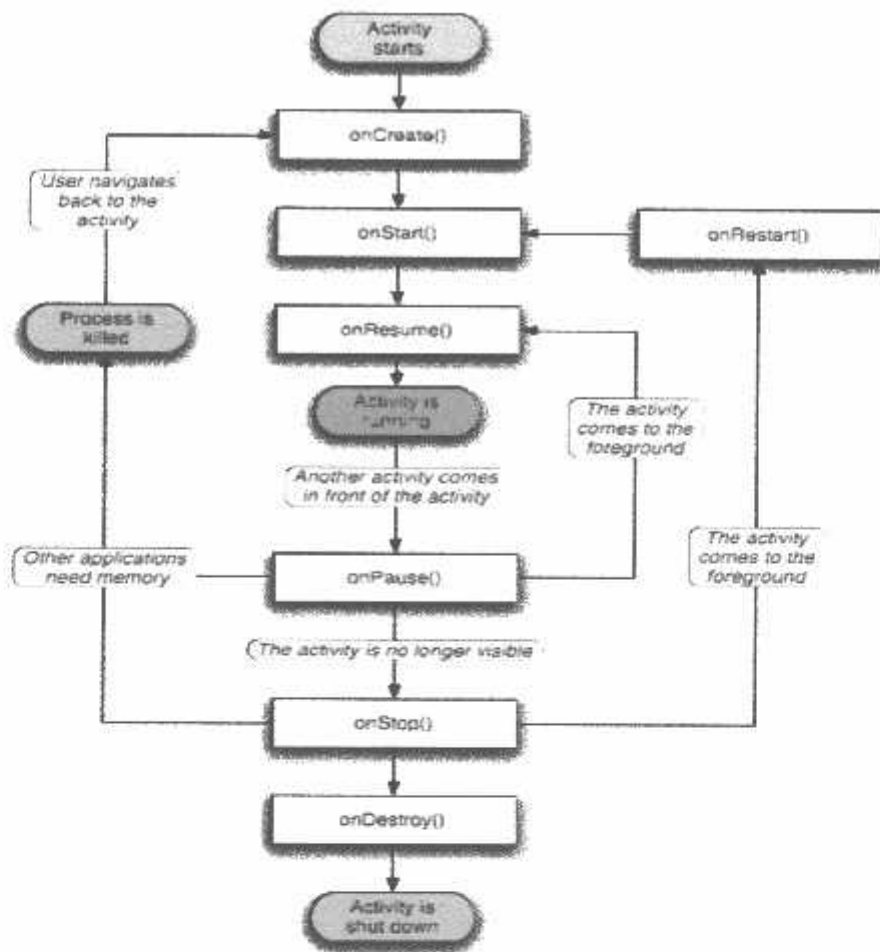 Activity
starts
onCreate()
User navigates
back to the
activity
onStart()
onRestart()
Process is
killed
onResume()
Activity is
running
The activity
comes to the
foreground
Another activity comes
in front of the activity
The activity
comes to the
foreground
Other applications
need memory
onPause()
The activity is no longer visible
onStop()
onDestroy()
Activity is
shut down